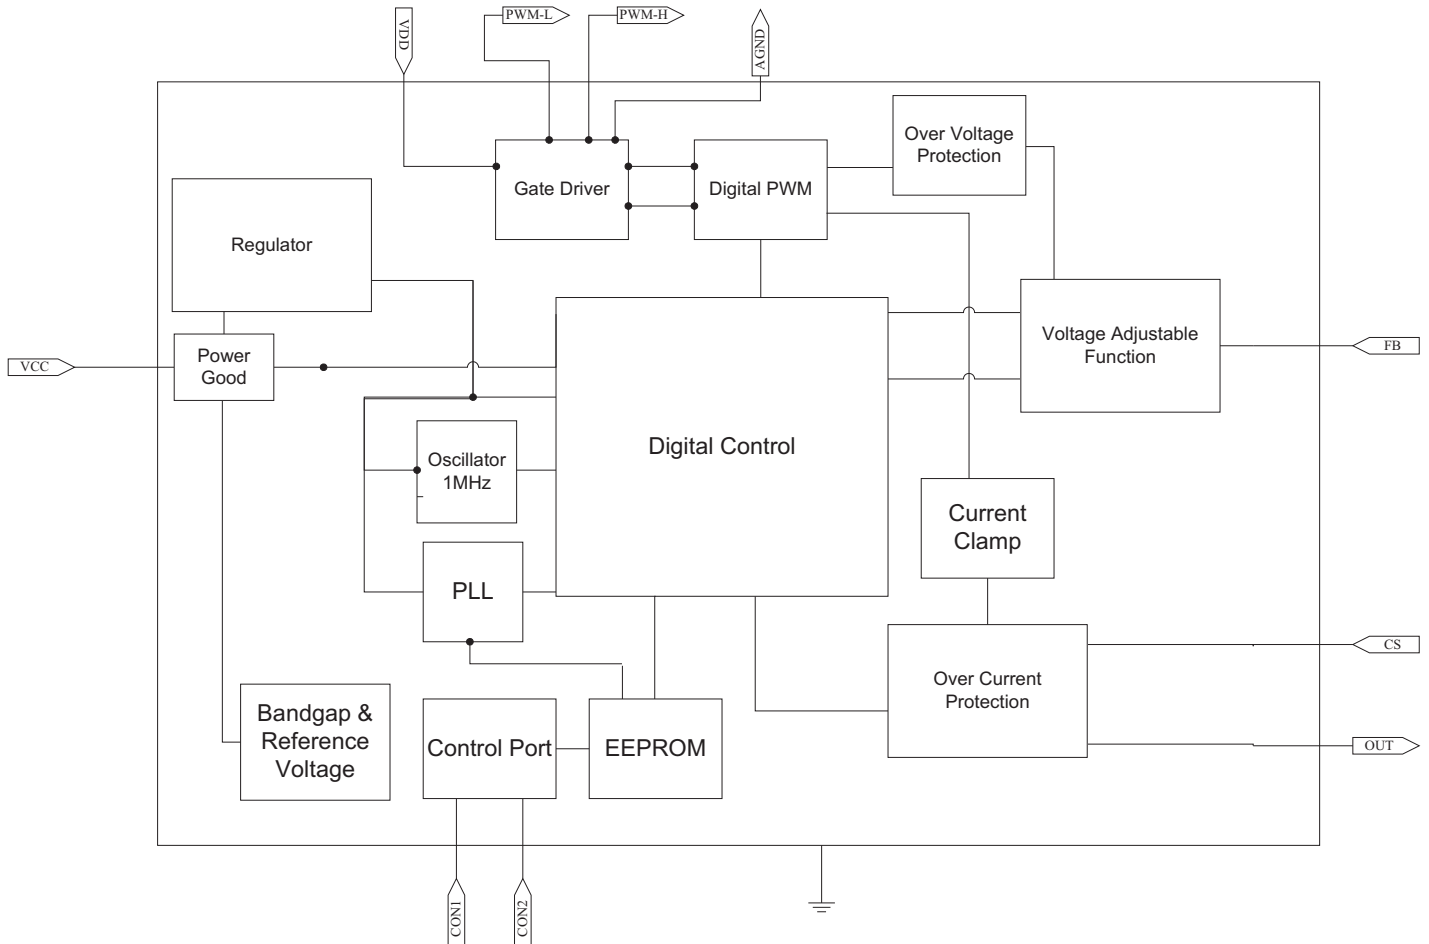 VDD
PWM-L
PWM-H
AGND
Over Voltage
Protection
Gate Driver
Digital PWM
Regulator
Voltage Adjustable
Function
FB
Power
Good
VCC
Digital Control
Oscillator
1MHz
Current
Clamp
PLL
CS
Over Current
Protection
Bandgap &
Reference
Voltage
Control Port
EEPROM
OUT
CON1
CON2